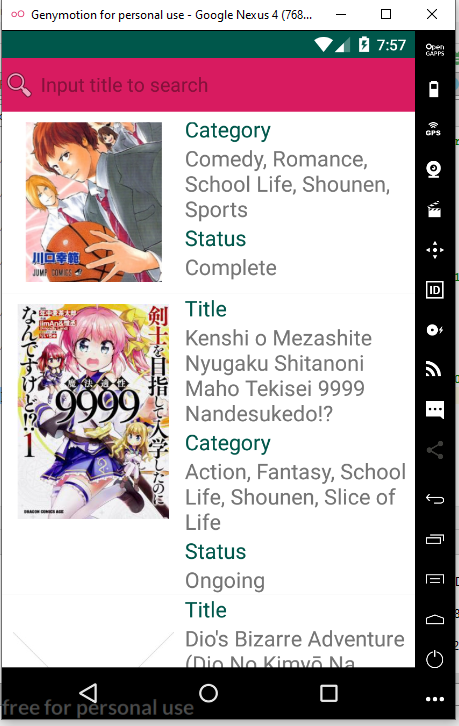 Genymotion for personal use - Google Nexus 4 (768...
Open
GAPPS
7:57
Input title to search
GPS
ID
Category
Comedy, Romance,
School Life, Shounen,
Sports
Status
Complete
川口幸範
JUMP COMICS
Title
Kenshi o Mezashite
Nyugaku Shitanoni
Maho Tekisei 9999
Nandesukedo!?
Category
Action, Fantasy, School
Life, Shounen, Slice of
Life
Status
Ongoing
剣士を目指して入学したのに
魔法適性
9999
なんですけど!?
1
DRAGON COMICS AGE
Title
Dio's Bizarre Adventure
(Dio No Kimyō Na
free for personal use